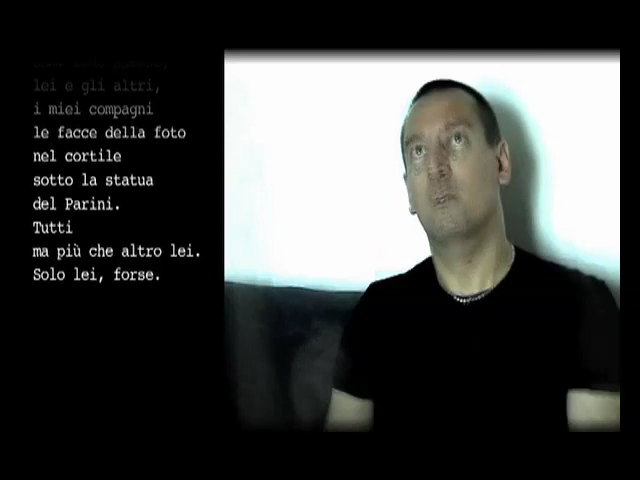 lei e gli altri,
i miei compagni
le facce della foto
nel cortile
sotto la statua
del Parini.
Tutti
ma più che altro lei.
Solo lei, forse.